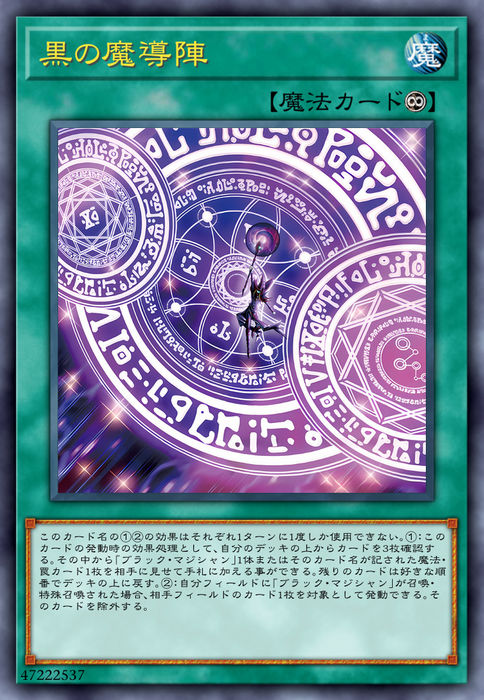 黒の魔導陣
魔
【魔法カード】
このカード名の①②の効果はそれぞれ1ターンに1度しか使用できない。①:こ
のカードの発動時の効果処理として、自分のデッキの上からカードを3枚確認す
る。その中から「ブラック・マジシャン」1体またはそのカード名が記された魔法・
罠カード1枚を相手に見せて手札に加える事ができる。残りのカードは好きな順
番でデッキの上に戻す。②:自分フィールドに「ブラック・マジシャン」が召喚・
特殊召喚された場合、相手フィールドのカード1枚を対象として発動できる。そ
のカードを除外する。
47222537